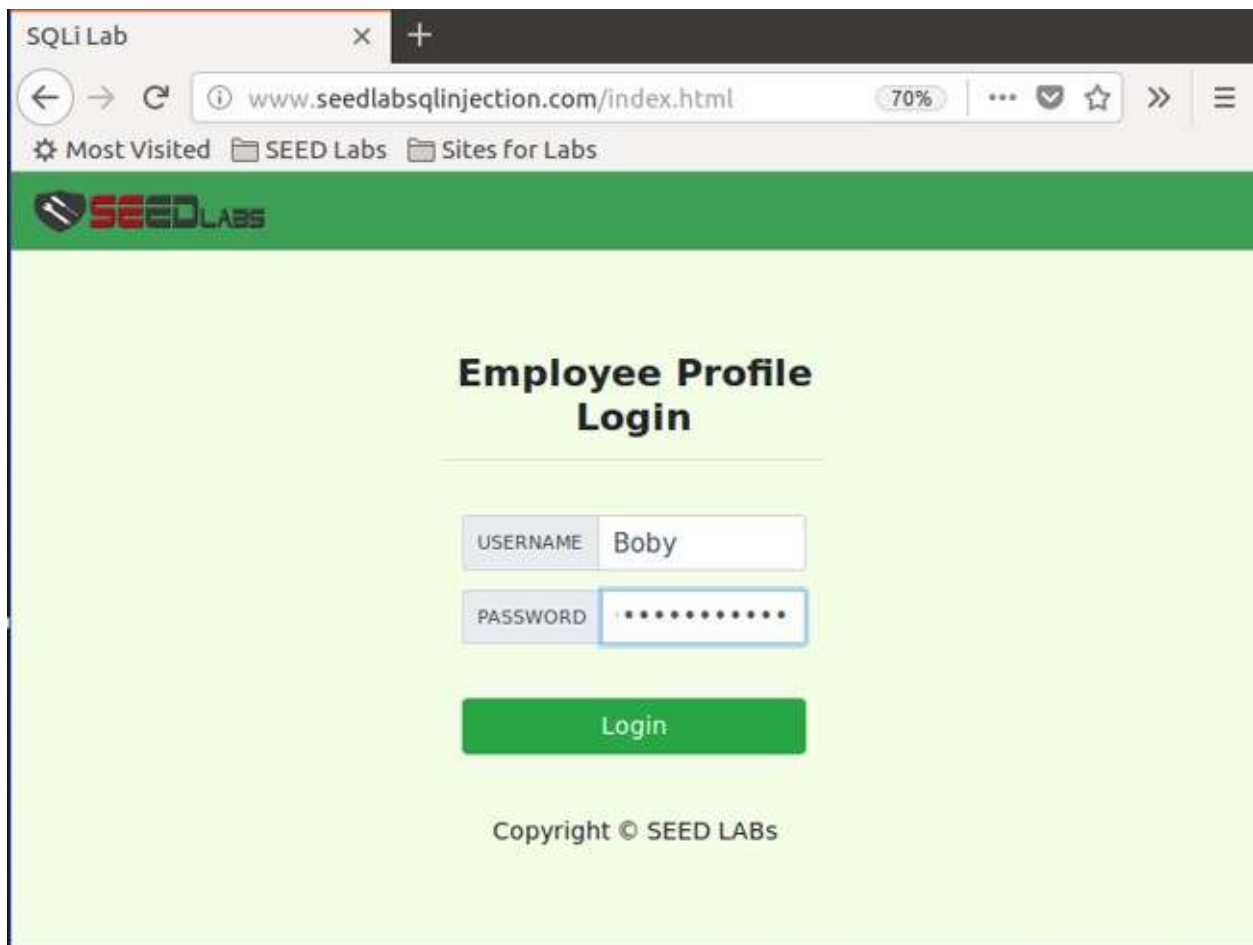 SQLi Lab
www.seedlabsqlinjection.com/index.html 70%
Most Visited SEED Labs Sites for Labs
SEEDLABS
Employee Profile
Login
USERNAME Boby
PASSWORD
Login
Copyright © SEED LABs